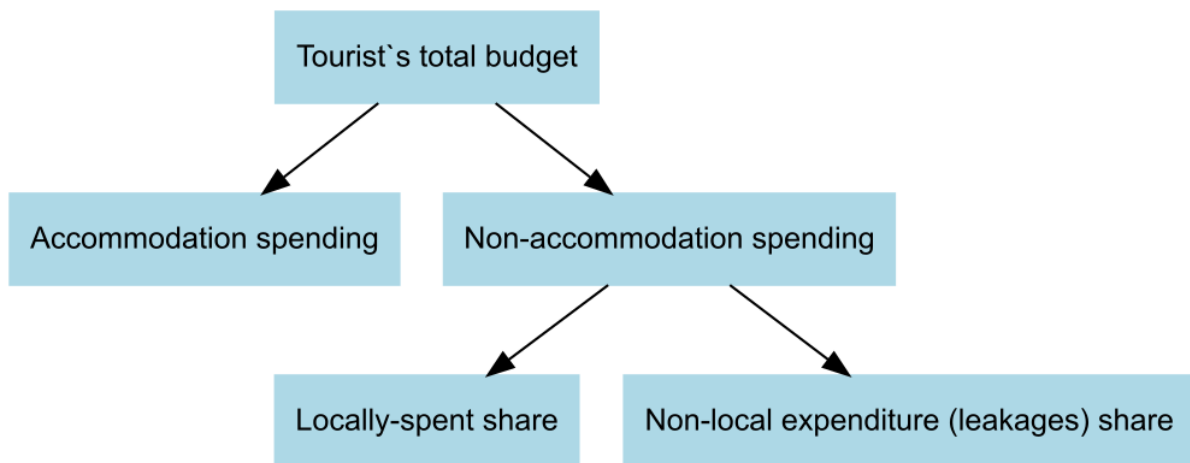 Tourist`s total budget
Accommodation spending
Non-accommodation spending
Locally-spent share
Non-local expenditure (leakages) share